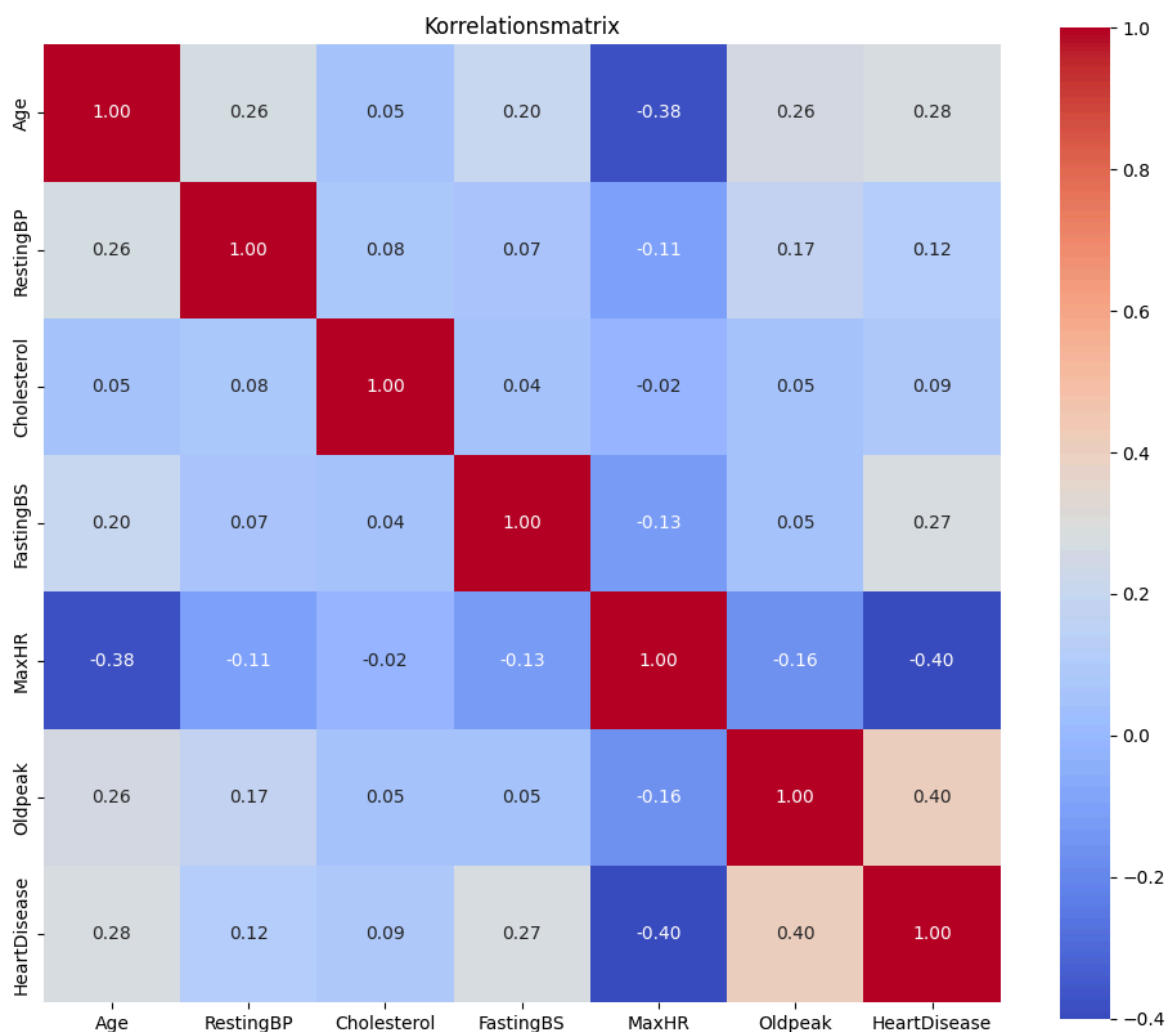 Korrelationsmatrix
Age 1.00 0.26 0.05 0.20 -0.38 0.26 0.28
RestingBP 0.26 1.00 0.08 0.07 -0.11 0.17 0.12
Cholesterol 0.05 0.08 1.00 0.04 -0.02 0.05 0.09
FastingBS 0.20 0.07 0.04 1.00 -0.13 0.05 0.27
MaxHR -0.38 -0.11 -0.02 -0.13 1.00 -0.16 -0.40
Oldpeak 0.26 0.17 0.05 0.05 -0.16 1.00 0.40
HeartDisease 0.28 0.12 0.09 0.27 -0.40 0.40 1.00
Age RestingBP Cholesterol FastingBS MaxHR Oldpeak HeartDisease
1.0
0.8
0.6
0.4
0.2
0.0
−0.2
−0.4